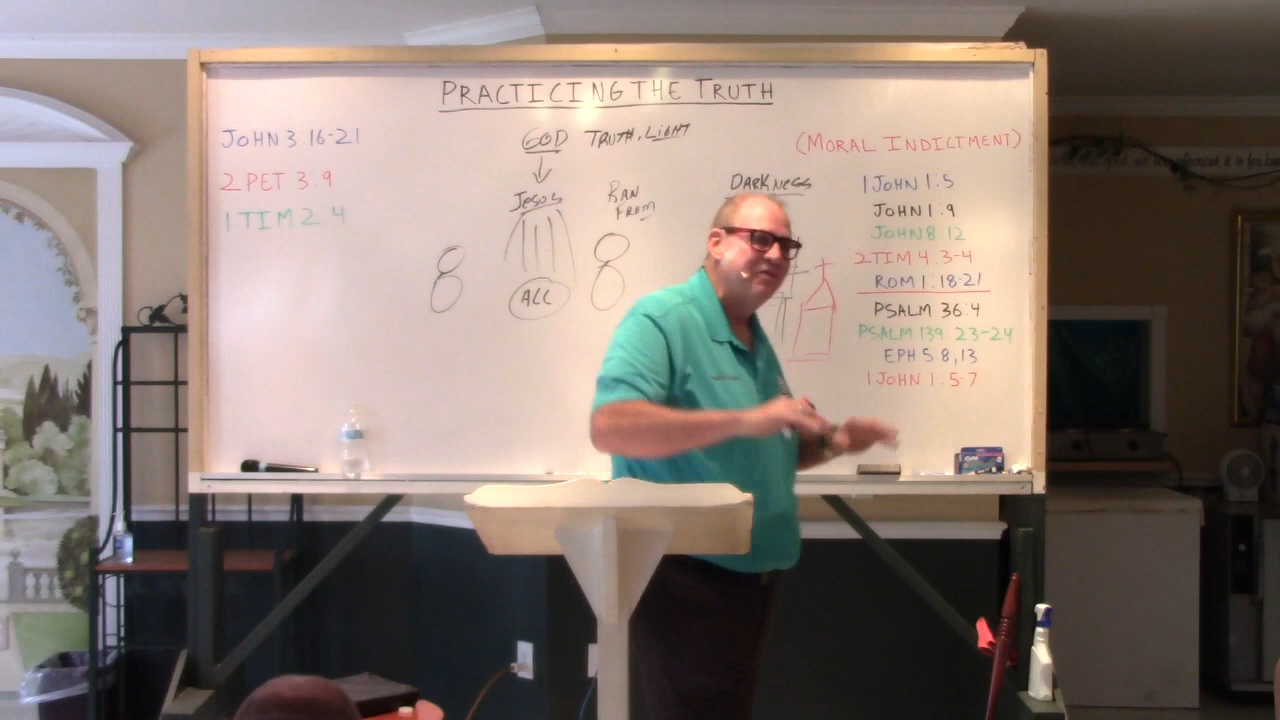 PRACTICING THE TRUTH
JOHN 3:16-21
2 PET 3:9
1 TIM 2:4
GOD TRUTH, LIGHT
JESUS
RAN
FROM
ALL
DARKNESS
(MORAL INDICTMENT)
1 JOHN 1:5
JOHN 1:9
JOHN 8:12
2 TIM 4:3-4
ROM 1:18-21
PSALM 36:4
PSALM 139:23-24
EPH 5:8,13
1 JOHN 1:5-7